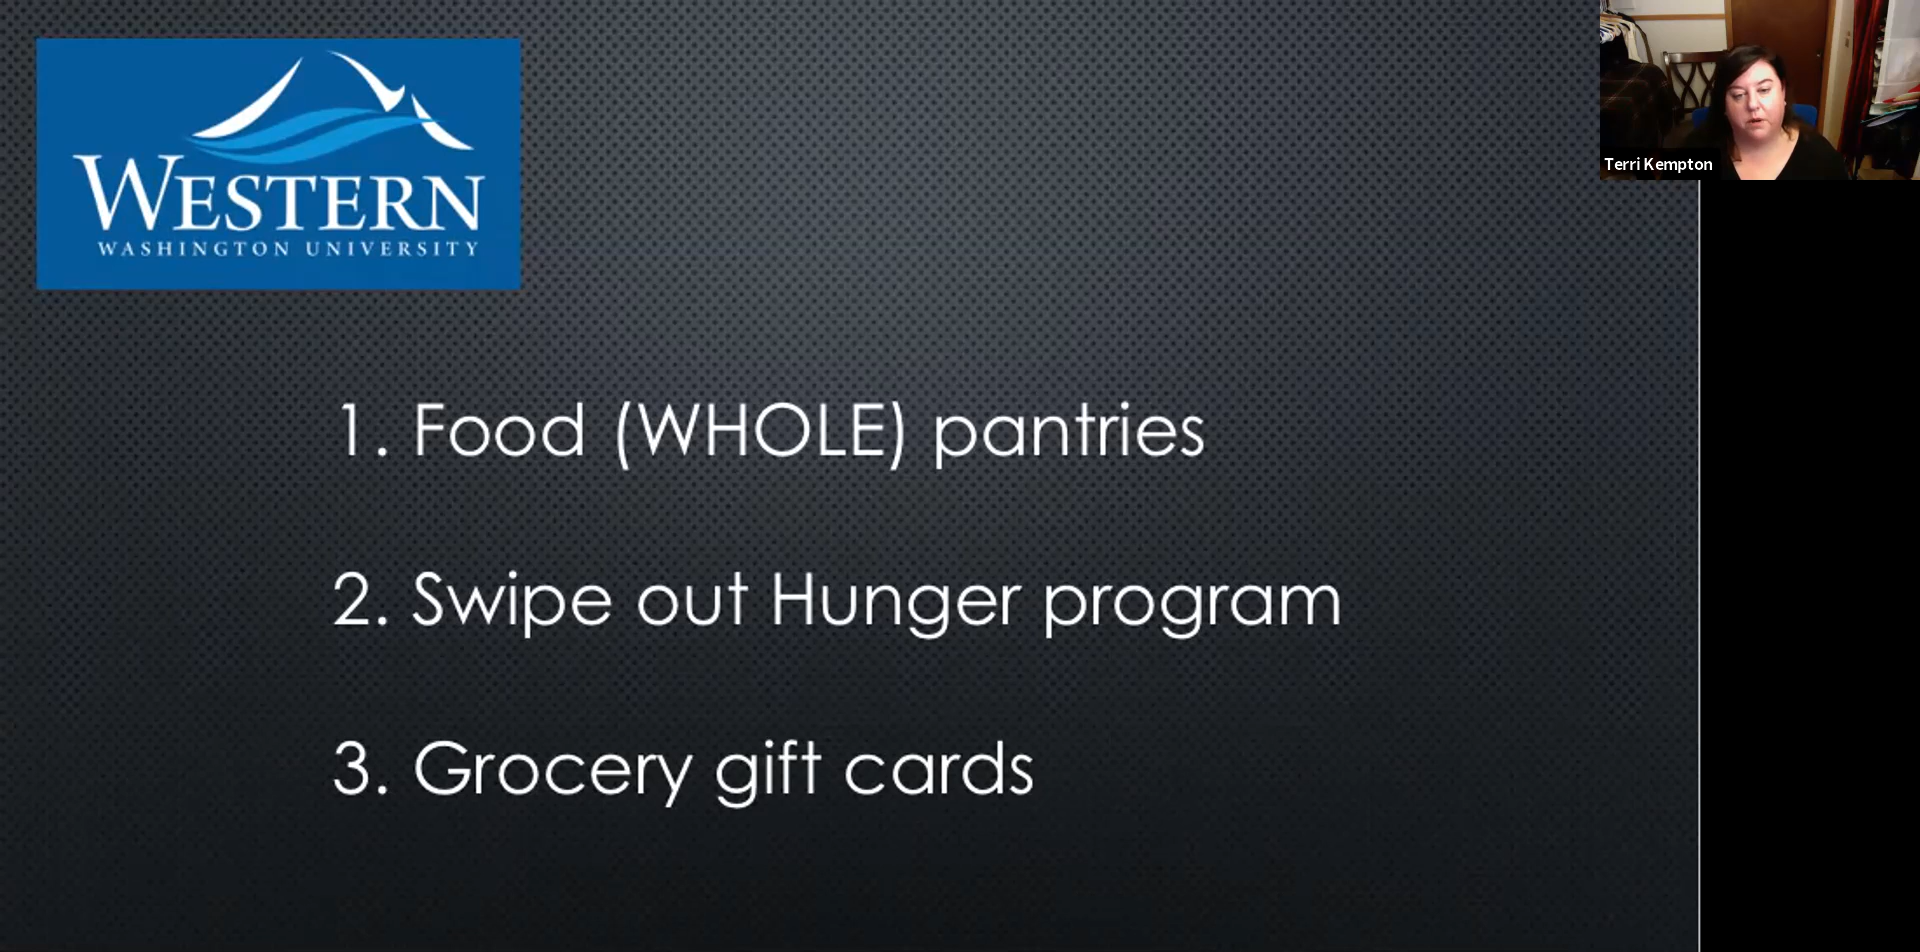 WESTERN
WASHINGTON UNIVERSITY
Terri Kempton
1. Food (WHOLE) pantries
2. Swipe out Hunger program
3. Grocery gift cards